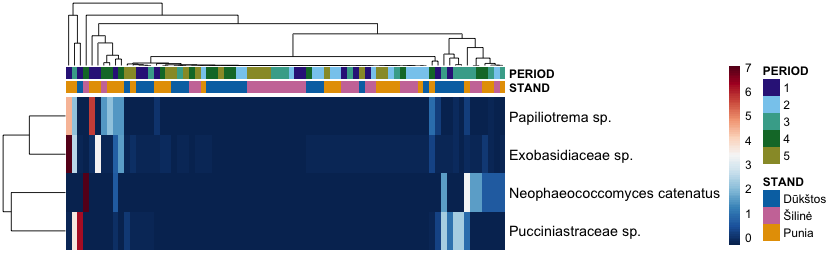 PERIOD
STAND
Papiliotrema sp.
Exobasidiaceae sp.
Neophaeococcomyces catenatus
Pucciniastraceae sp.
7
6
5
4
3
2
1
0
PERIOD
1
2
3
4
5
STAND
Dūkštos
Šilinė
Punia